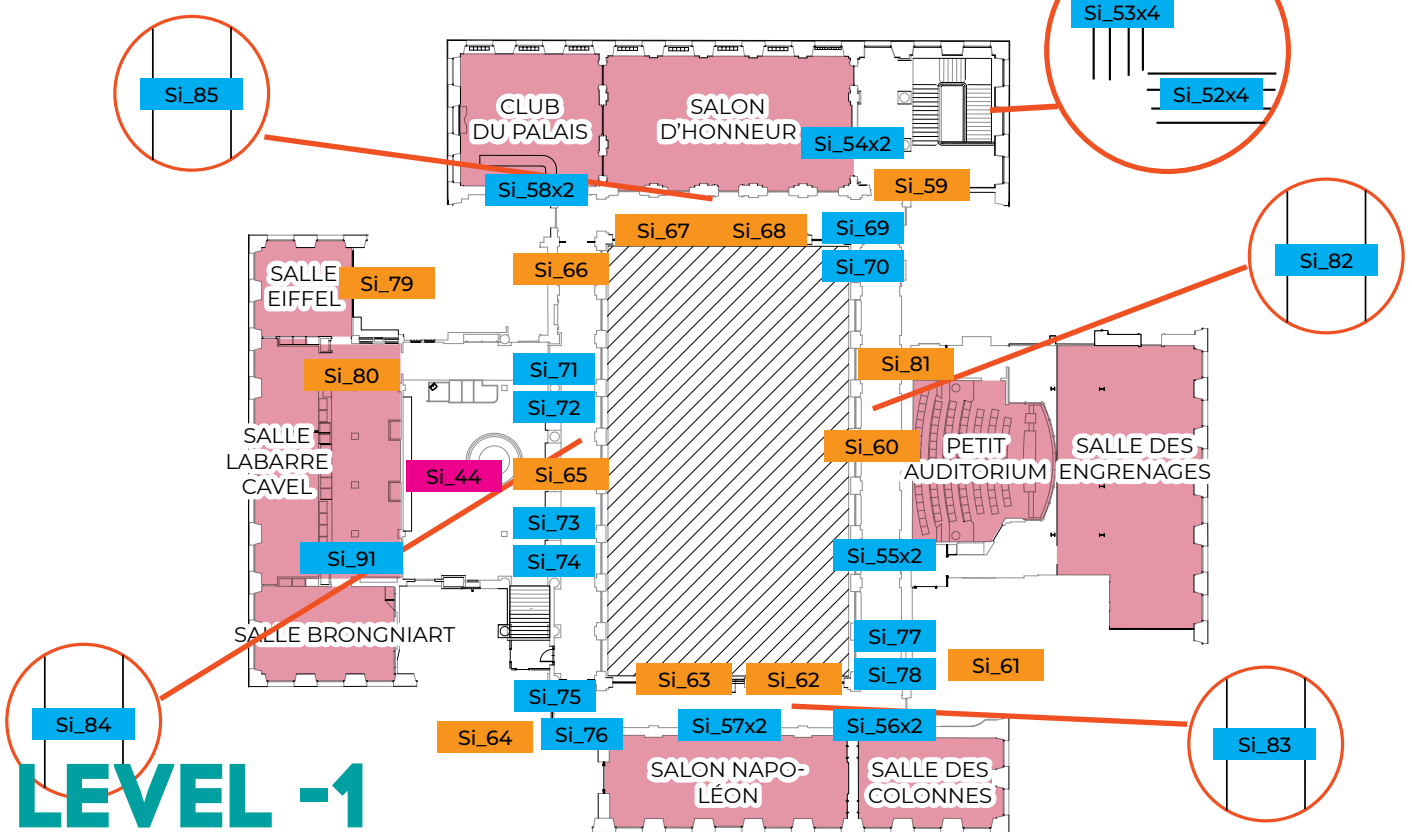 Si_53x4
Si_85
Si_52x4
CLUB
DU PALAIS
SALON
D'HONNEUR
Si_54x2
Si_58x2
Si_59
Si_67
Si_68
Si_69
Si_66
Si_70
Si_82
SALLE
EIFFEL
Si_79
Si_80
Si_71
Si_81
Si_72
SALLE
LABARRE
CAVEL
Si_44
Si_65
Si_60
PETIT
AUDITORIUM
SALLE DES
ENGRENAGES
Si_73
Si_91
Si_74
Si_55x2
SALLE BRONGNIART
Si_77
Si_61
Si_63
Si_62
Si_78
Si_75
Si_84
Si_64
Si_76
Si_57x2
Si_56x2
Si_83
SALON NAPO-
LÉON
SALLE DES
COLONNES
LEVEL -1